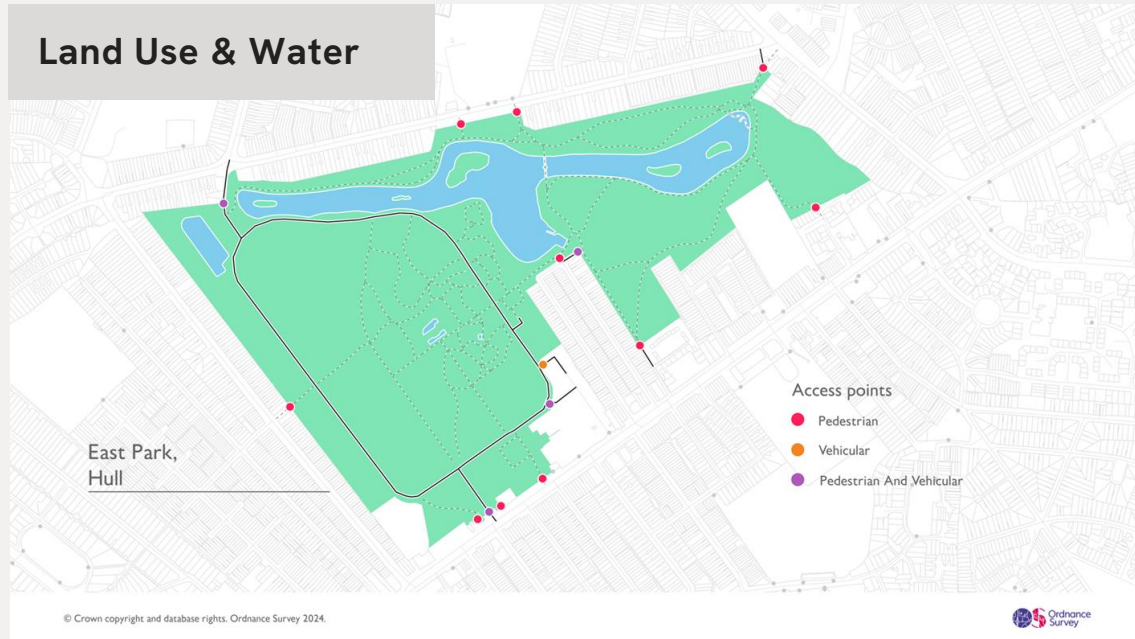 Land Use & Water
Access points
Pedestrian
Vehicular
Pedestrian And Vehicular
East Park,
Hull
© Crown copyright and database rights. Ordnance Survey 2024.
Ordnance
Survey